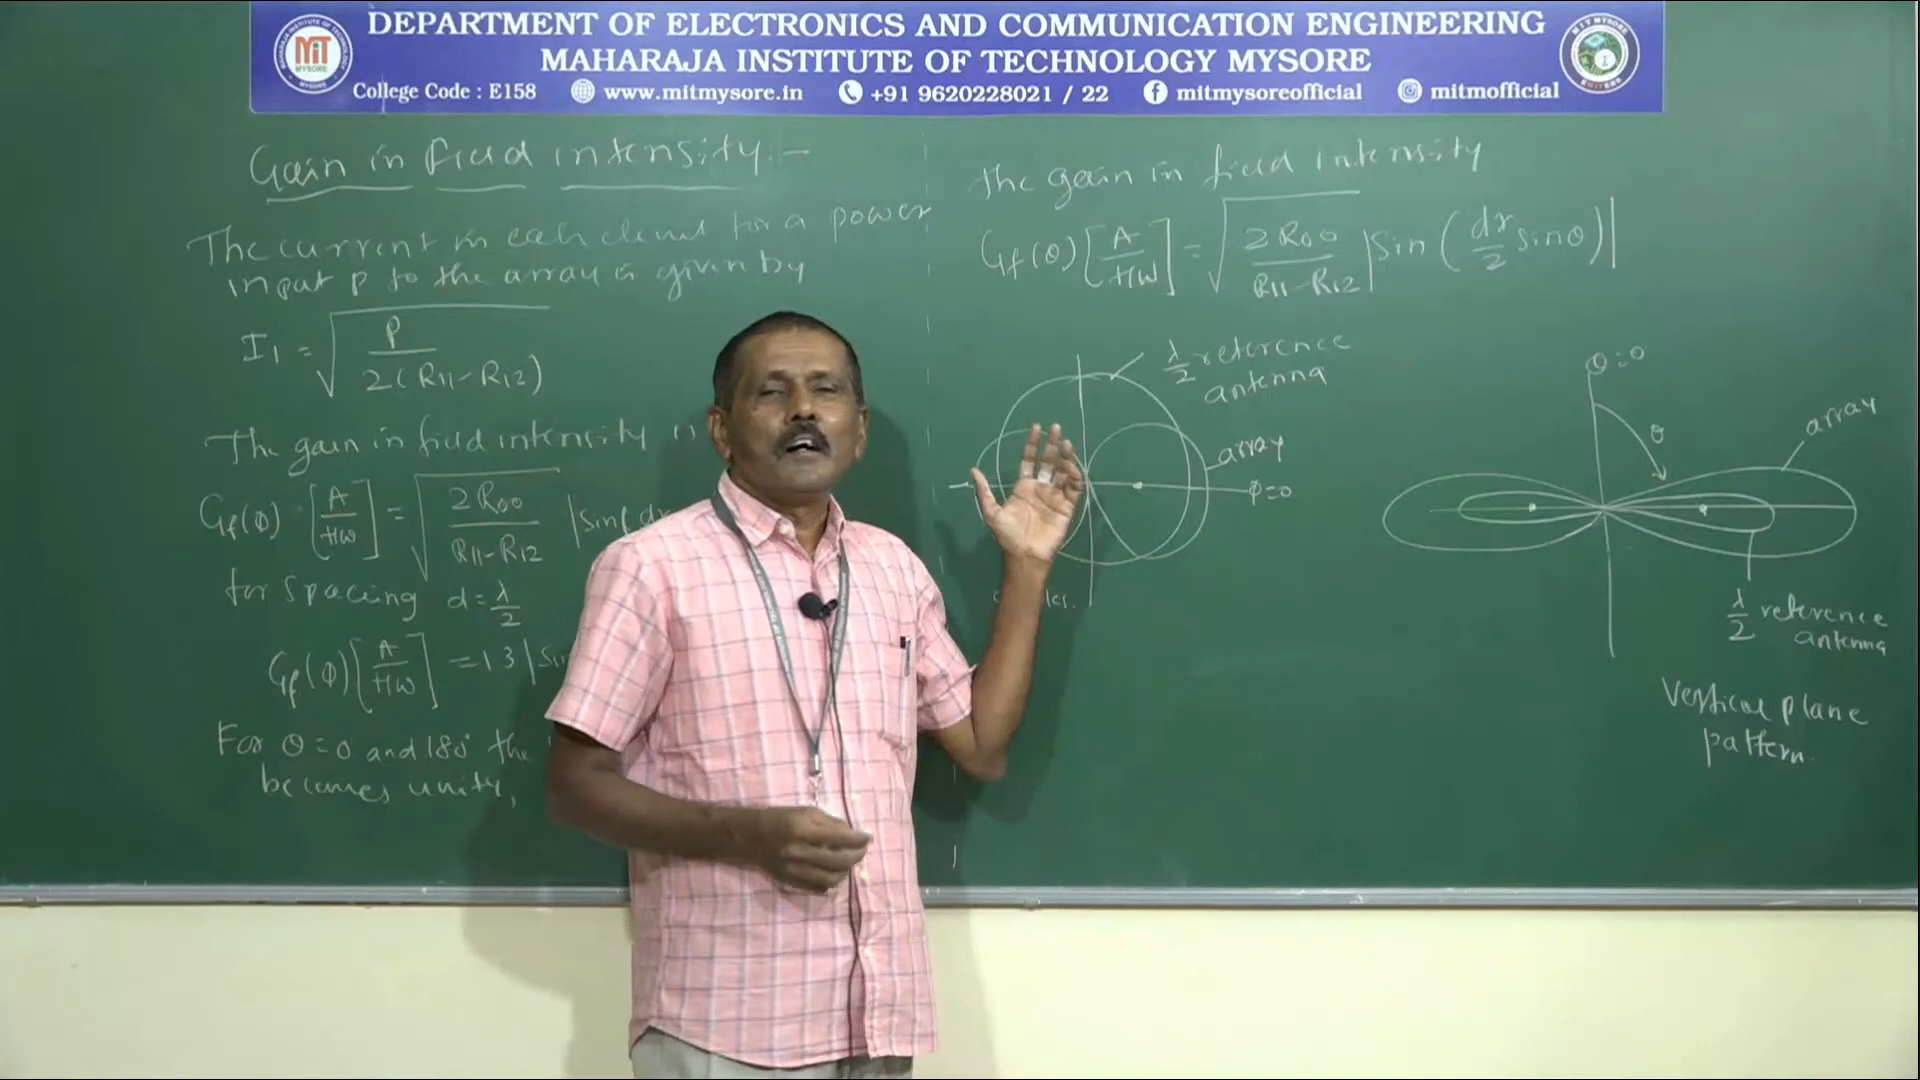 DEPARTMENT OF ELECTRONICS AND COMMUNICATION ENGINEERING
MAHARAJA INSTITUTE OF TECHNOLOGY MYSORE
College Code : E158 www.mitmysore.in +91 9620228021 / 22 mitmysoreofficial mitmofficial
MiT
MYSORE
Gain in field intensity:-
The current in each element for a power
input P to the array is given by
I1 = √(P / 2(R11-R12))
The gain in field intensity
Gf(φ) [A/HW] = √(2R00 / R11-R12) |Sin( dr
for spacing d = λ/2
Gf(φ)[A/HW] = 1.3 |Sin
For θ=0 and 180° the
becomes unity,
The gain in field intensity
Gf(θ)[A/HW] = √(2R00 / R11-R12) |Sin (dr/2 sinθ)|
λ/2 reference
antenna
array
φ=0
θ=0
θ
array
λ/2 reference
antenna
Vertical plane
pattern.